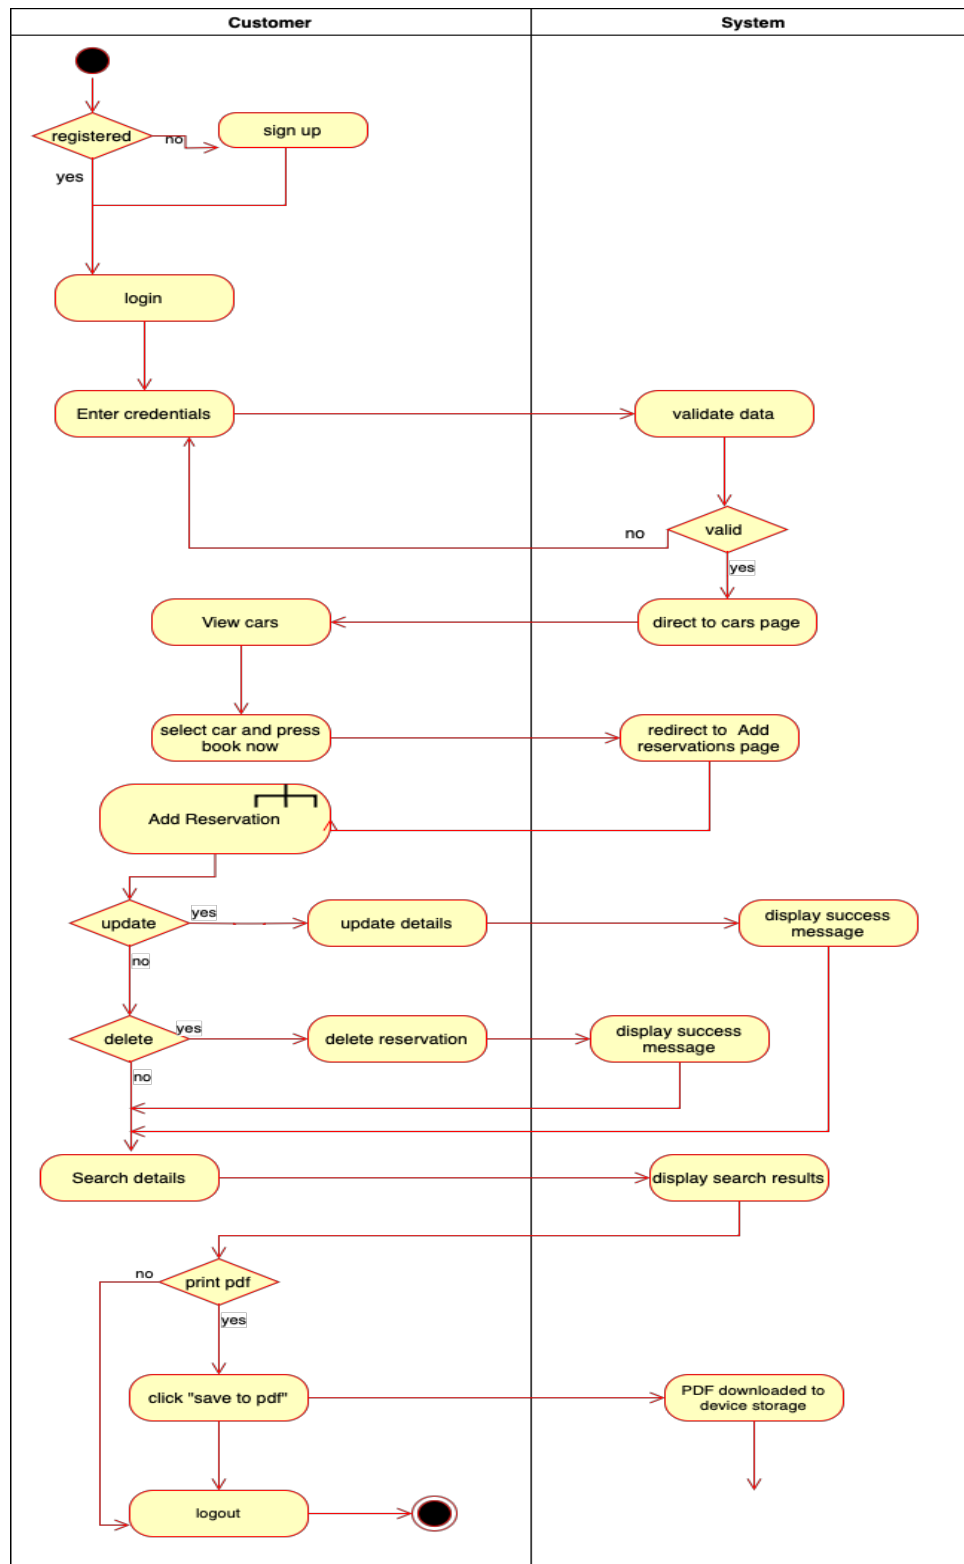 Customer
System
registered
no
sign up
yes
login
Enter credentials
validate data
valid
no
yes
View cars
direct to cars page
select car and press
book now
redirect to Add
reservations page
Add Reservation
update
yes
update details
display success
message
no
delete
yes
delete reservation
display success
message
no
Search details
display search results
no
print pdf
yes
click "save to pdf"
PDF downloaded to
device storage
logout